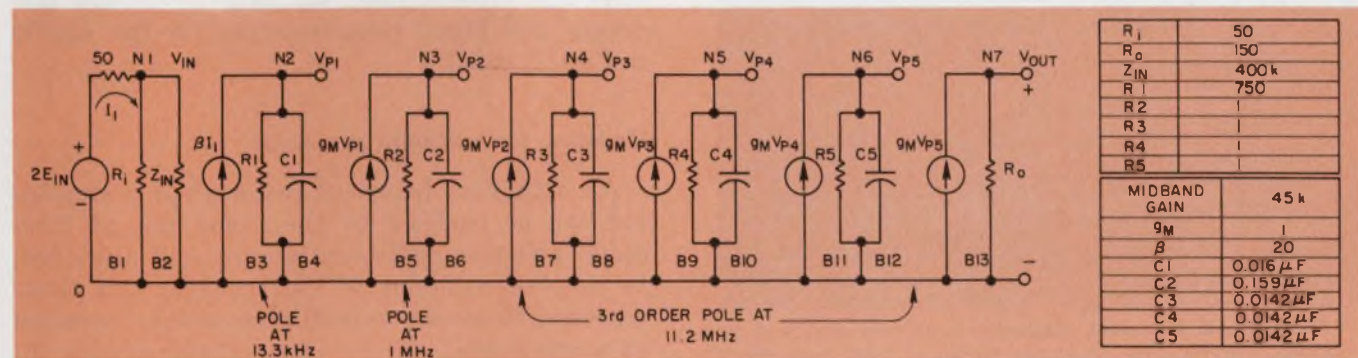 50 N1 VIN N2 VP1 N3 VP2 N4 VP3 N5 VP4 N6 VP5 N7 VOUT
I1
+
+ 2EIN -
Ri ZIN βI1 R1 C1 gMVP1 R2 C2 gMVP2 R3 C3 gMVP3 R4 C4 gMVP4 R5 C5 gMVP5 Ro
0 B1 B2 B3 B4 B5 B6 B7 B8 B9 B10 B11 B12 B13 -
POLE AT 13.3kHz
POLE AT 1 MHz
3rd ORDER POLE AT 11.2 MHz
Ri 50
Ro 150
ZIN 400k
R1 750
R2 1
R3 1
R4 1
R5 1
MIDBAND GAIN 45k
gM 1
β 20
C1 0.016μF
C2 0.159μF
C3 0.0142μF
C4 0.0142μF
C5 0.0142μF